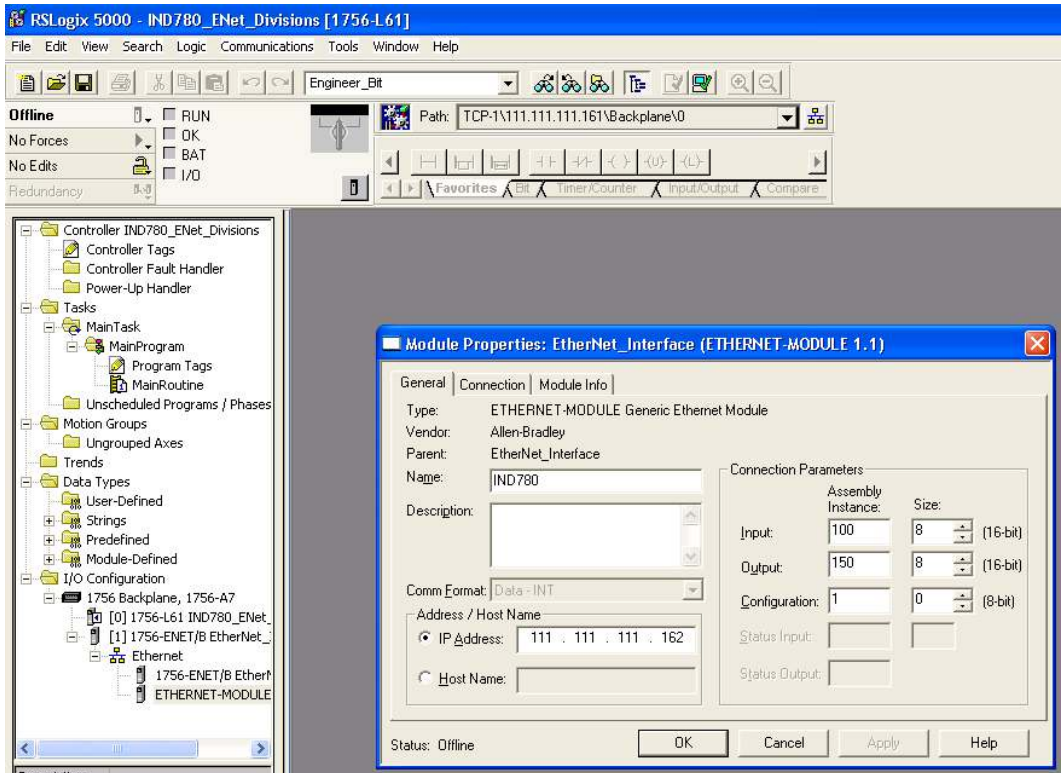 RSLogix 5000 - IND780_ENet_Divisions [1756-L61]
File Edit View Search Logic Communications Tools Window Help
Engineer_Bit
Offline
RUN
No Forces
OK
No Edits
BAT
Redundancy
I/O
Path: TCP-1\111.111.111.161\Backplane\0
Favorites Bit Timer/Counter Input/Output Compare
Controller IND780_ENet_Divisions
Controller Tags
Controller Fault Handler
Power-Up Handler
Tasks
MainTask
MainProgram
Program Tags
MainRoutine
Unscheduled Programs / Phases
Motion Groups
Ungrouped Axes
Trends
Data Types
User-Defined
Strings
Predefined
Module-Defined
I/O Configuration
1756 Backplane, 1756-A7
[0] 1756-L61 IND780_ENet_
[1] 1756-ENET/B EtherNet_
Ethernet
1756-ENET/B EtherN
ETHERNET-MODULE
Module Properties: EtherNet_Interface (ETHERNET-MODULE 1.1)
General Connection Module Info
Type: ETHERNET-MODULE Generic Ethernet Module
Vendor: Allen-Bradley
Parent: EtherNet_Interface
Name: IND780
Description:
Comm Format: Data - INT
Address / Host Name
IP Address: 111 . 111 . 111 . 162
Host Name:
Connection Parameters
Assembly Instance: Size:
Input: 100 8 (16-bit)
Output: 150 8 (16-bit)
Configuration: 1 0 (8-bit)
Status Input:
Status Output:
Status: Offline
OK Cancel Apply Help